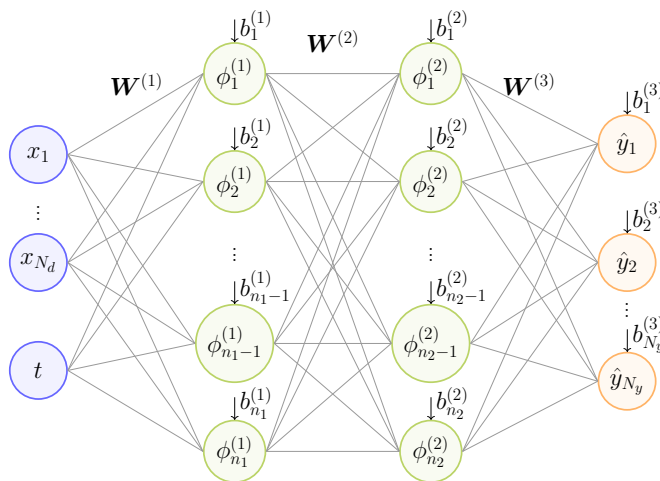 b_1^{(1)} W^{(2)} b_1^{(2)}
W^{(1)} ϕ_1^{(1)} ϕ_1^{(2)} W^{(3)}
b_1^{(3)}
b_2^{(1)} b_2^{(2)}
x_1 ŷ_1
ϕ_2^{(1)} ϕ_2^{(2)}
⋮ b_2^{(3)}
⋮ ⋮
x_{N_d} ŷ_2
b_{n_1-1}^{(1)} b_{n_2-1}^{(2)} ⋮
b_{N_y}^{(3)}
ϕ_{n_1-1}^{(1)} ϕ_{n_2-1}^{(2)}
t ŷ_{N_y}
b_{n_1}^{(1)} b_{n_2}^{(2)}
ϕ_{n_1}^{(1)} ϕ_{n_2}^{(2)}